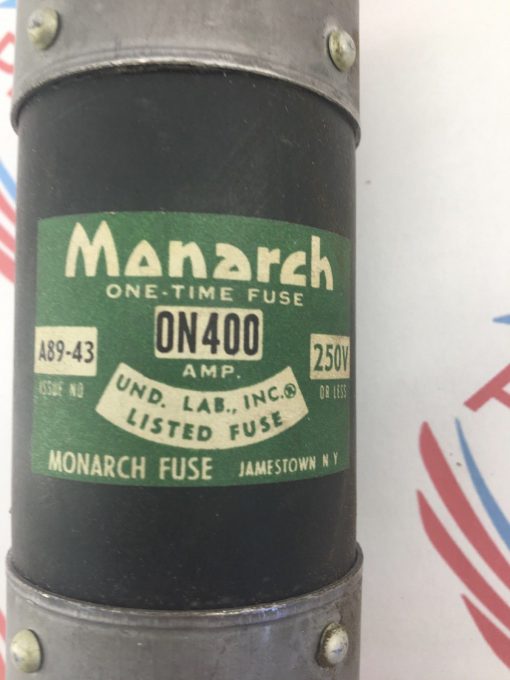 Monarch
ONE-TIME FUSE
ON400
AMP.
A89-43
ISSUE NO
250V
OR LESS
UND. LAB., INC.®
LISTED FUSE
MONARCH FUSE JAMESTOWN N Y